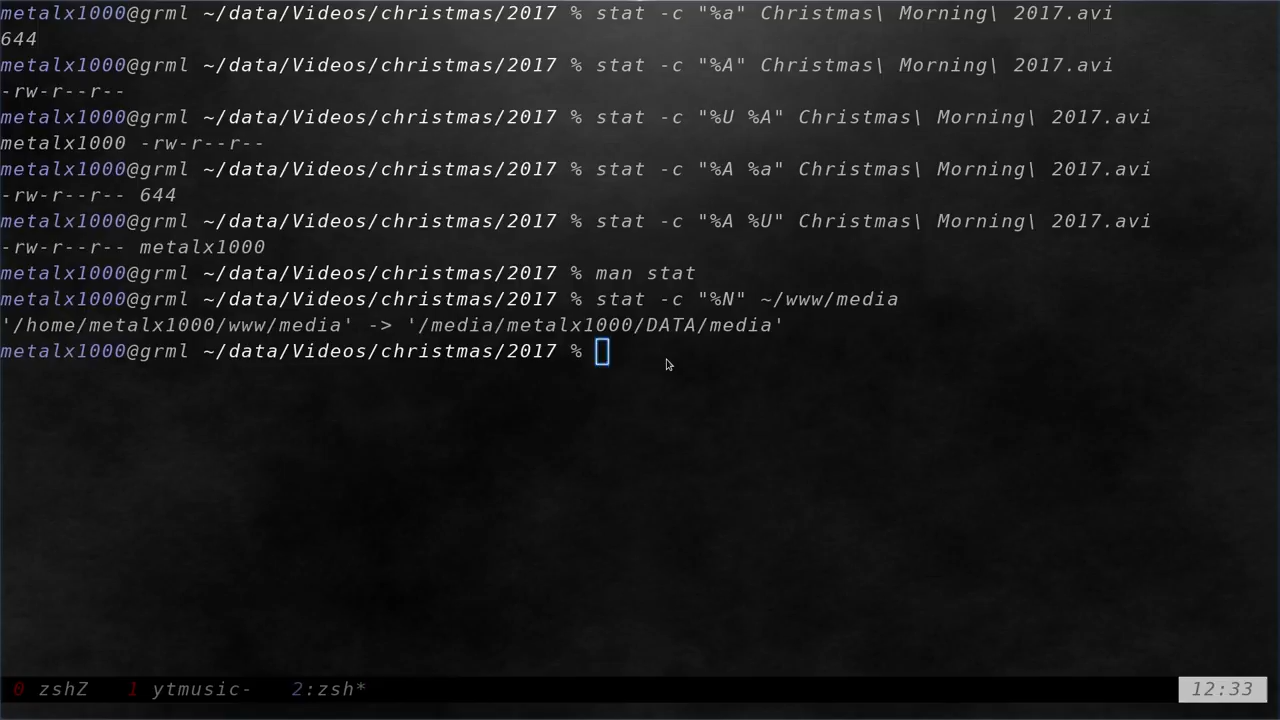 metalx1000@grml ~/data/Videos/christmas/2017 % stat -c "%a" Christmas\ Morning\ 2017.avi
644
metalx1000@grml ~/data/Videos/christmas/2017 % stat -c "%A" Christmas\ Morning\ 2017.avi
-rw-r--r--
metalx1000@grml ~/data/Videos/christmas/2017 % stat -c "%U %A" Christmas\ Morning\ 2017.avi
metalx1000 -rw-r--r--
metalx1000@grml ~/data/Videos/christmas/2017 % stat -c "%A %a" Christmas\ Morning\ 2017.avi
-rw-r--r-- 644
metalx1000@grml ~/data/Videos/christmas/2017 % stat -c "%A %U" Christmas\ Morning\ 2017.avi
-rw-r--r-- metalx1000
metalx1000@grml ~/data/Videos/christmas/2017 % man stat
metalx1000@grml ~/data/Videos/christmas/2017 % stat -c "%N" ~/www/media
'/home/metalx1000/www/media' -> '/media/metalx1000/DATA/media'
metalx1000@grml ~/data/Videos/christmas/2017 %
0 zshZ 1 ytmusic- 2:zsh* 12:33